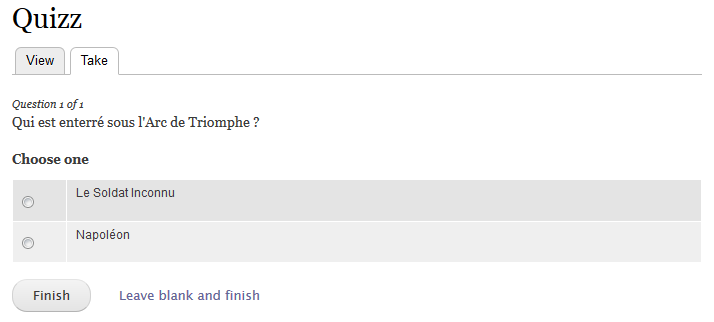 Quizz
View
Take
Question 1 of 1
Qui est enterré sous l'Arc de Triomphe ?
Choose one
Le Soldat Inconnu
Napoléon
Finish
Leave blank and finish